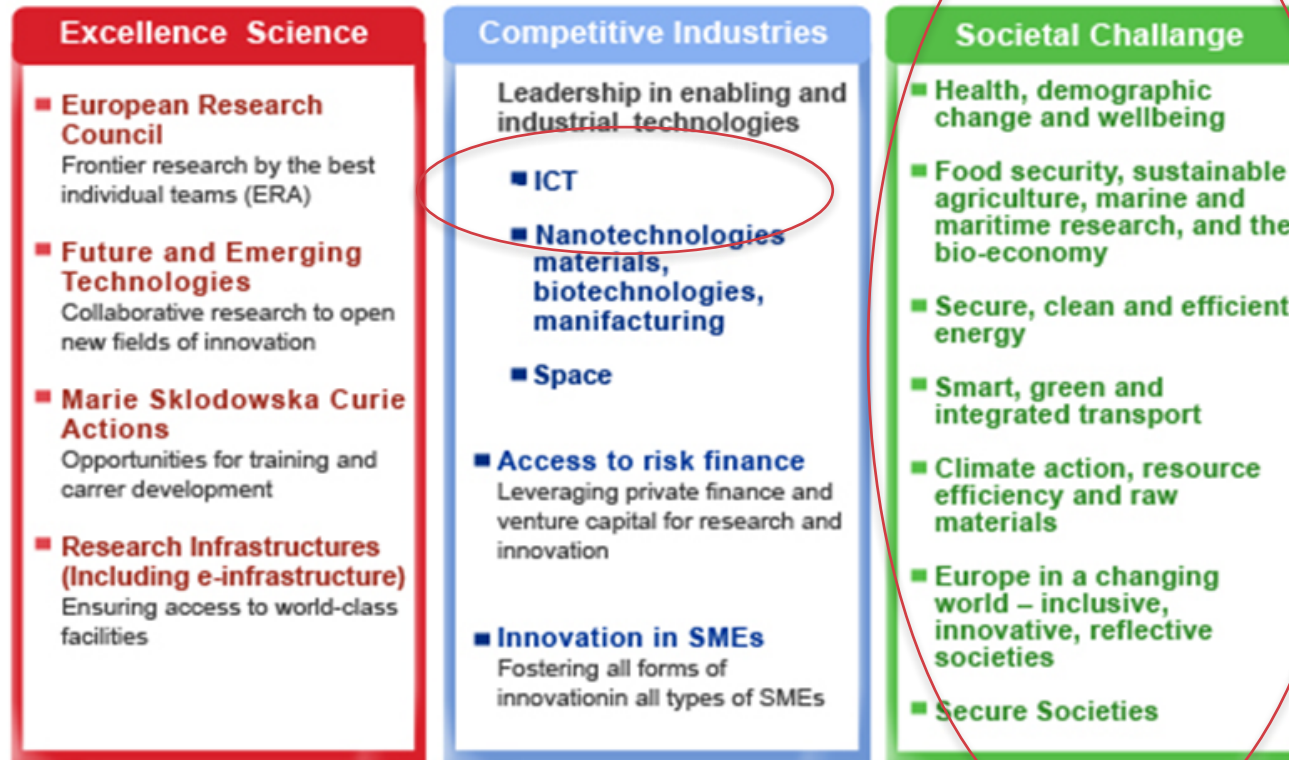 Excellence Science
European Research
Council
Frontier research by the best
individual teams (ERA)
Future and Emerging
Technologies
Collaborative research to open
new fields of innovation
Marie Sklodowska Curie
Actions
Opportunities for training and
carrer development
Research Infrastructures
(Including e-infrastructure)
Ensuring access to world-class
facilities
Competitive Industries
Leadership in enabling and
industrial technologies
ICT
Nanotechnologies
materials,
biotechnologies,
manifacturing
Space
Access to risk finance
Leveraging private finance and
venture capital for research and
innovation
Innovation in SMEs
Fostering all forms of
innovationin all types of SMEs
Societal Challange
Health, demographic
change and wellbeing
Food security, sustainable
agriculture, marine and
maritime research, and the
bio-economy
Secure, clean and efficient
energy
Smart, green and
integrated transport
Climate action, resource
efficiency and raw
materials
Europe in a changing
world – inclusive,
innovative, reflective
societies
Secure Societies